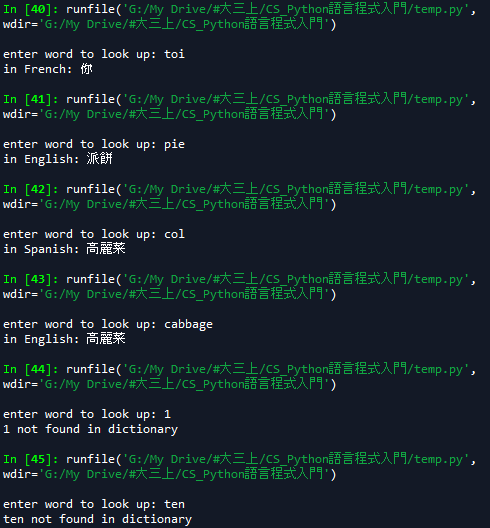 In [40]: runfile('G:/My Drive/#大三上/CS_Python語言程式入門/temp.py',
wdir='G:/My Drive/#大三上/CS_Python語言程式入門')
enter word to look up: toi
in French: 你
In [41]: runfile('G:/My Drive/#大三上/CS_Python語言程式入門/temp.py',
wdir='G:/My Drive/#大三上/CS_Python語言程式入門')
enter word to look up: pie
in English: 派餅
In [42]: runfile('G:/My Drive/#大三上/CS_Python語言程式入門/temp.py',
wdir='G:/My Drive/#大三上/CS_Python語言程式入門')
enter word to look up: col
in Spanish: 高麗菜
In [43]: runfile('G:/My Drive/#大三上/CS_Python語言程式入門/temp.py',
wdir='G:/My Drive/#大三上/CS_Python語言程式入門')
enter word to look up: cabbage
in English: 高麗菜
In [44]: runfile('G:/My Drive/#大三上/CS_Python語言程式入門/temp.py',
wdir='G:/My Drive/#大三上/CS_Python語言程式入門')
enter word to look up: 1
1 not found in dictionary
In [45]: runfile('G:/My Drive/#大三上/CS_Python語言程式入門/temp.py',
wdir='G:/My Drive/#大三上/CS_Python語言程式入門')
enter word to look up: ten
ten not found in dictionary